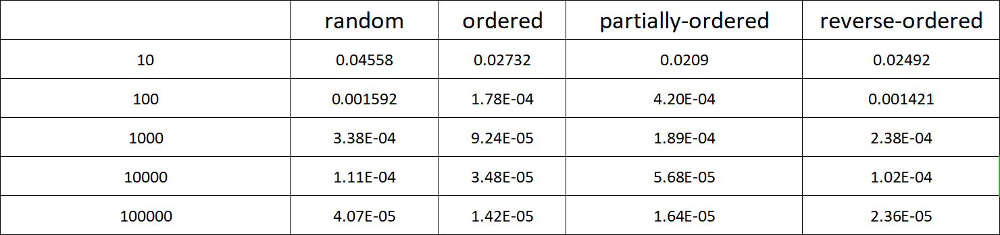 random ordered partially-ordered reverse-ordered
10 0.04558 0.02732 0.0209 0.02492
100 0.001592 1.78E-04 4.20E-04 0.001421
1000 3.38E-04 9.24E-05 1.89E-04 2.38E-04
10000 1.11E-04 3.48E-05 5.68E-05 1.02E-04
100000 4.07E-05 1.42E-05 1.64E-05 2.36E-05